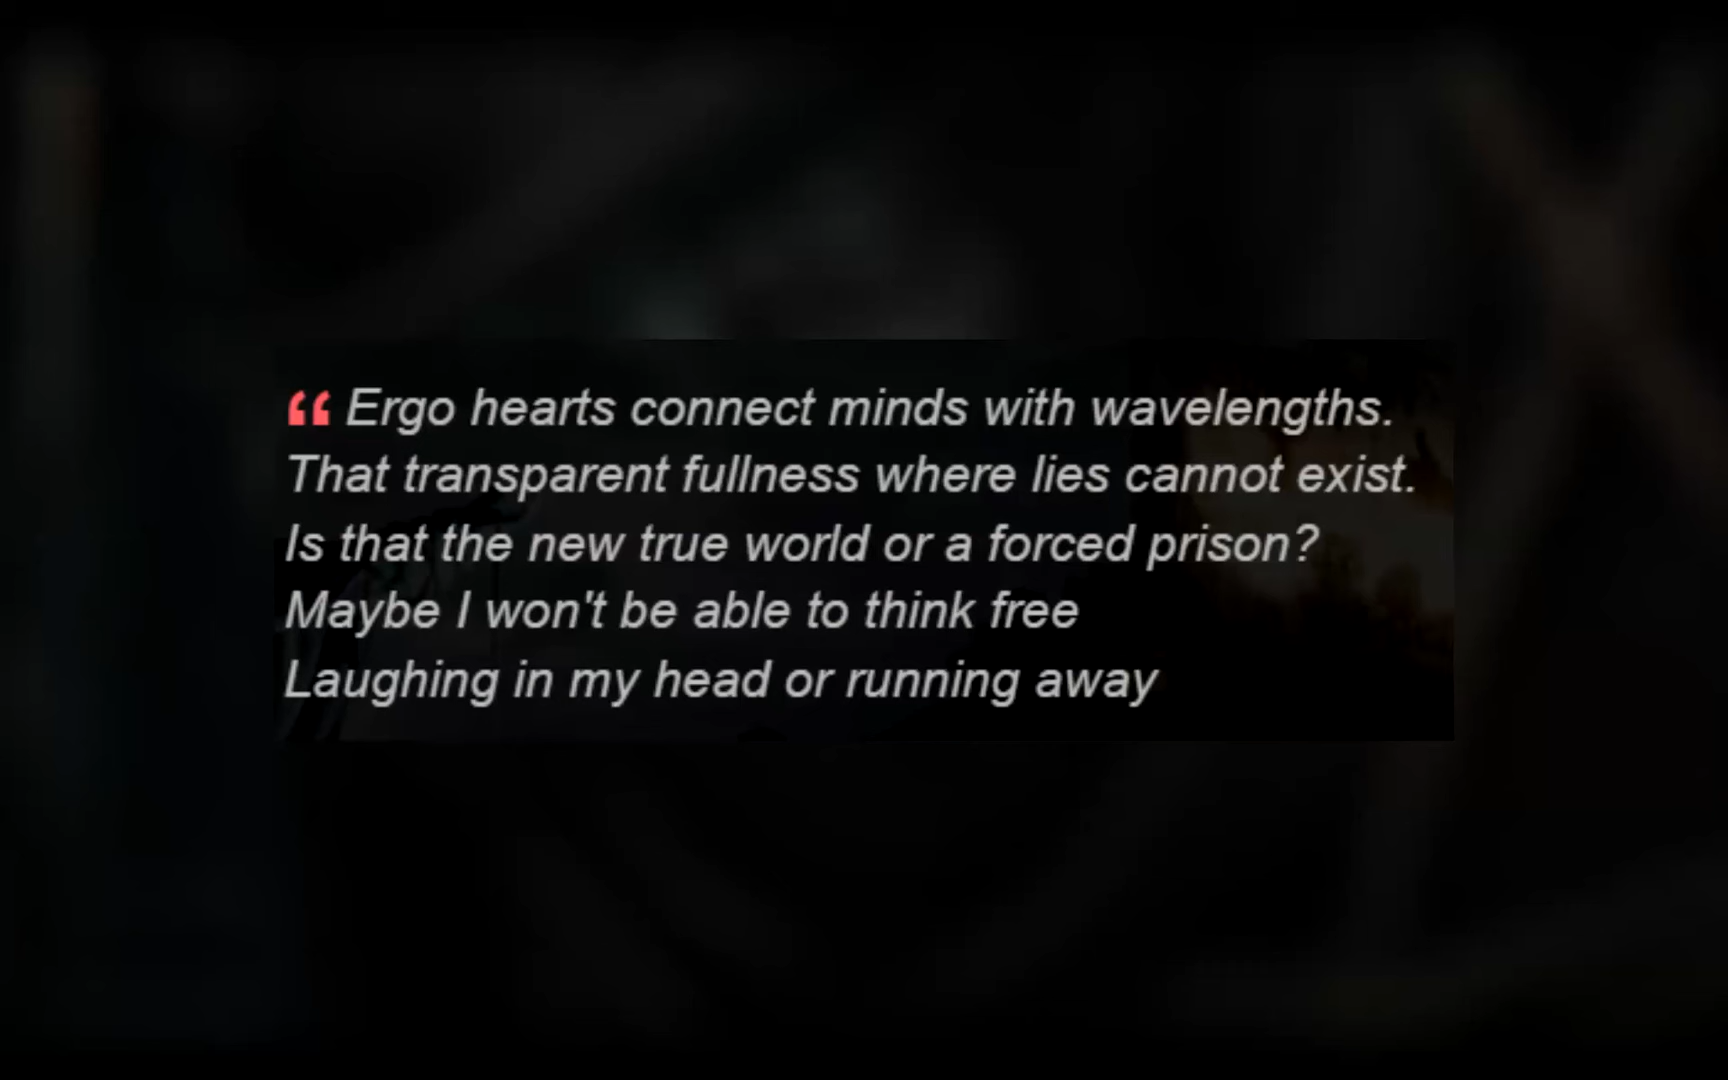 “ Ergo hearts connect minds with wavelengths.
That transparent fullness where lies cannot exist.
Is that the new true world or a forced prison?
Maybe I won't be able to think free
Laughing in my head or running away